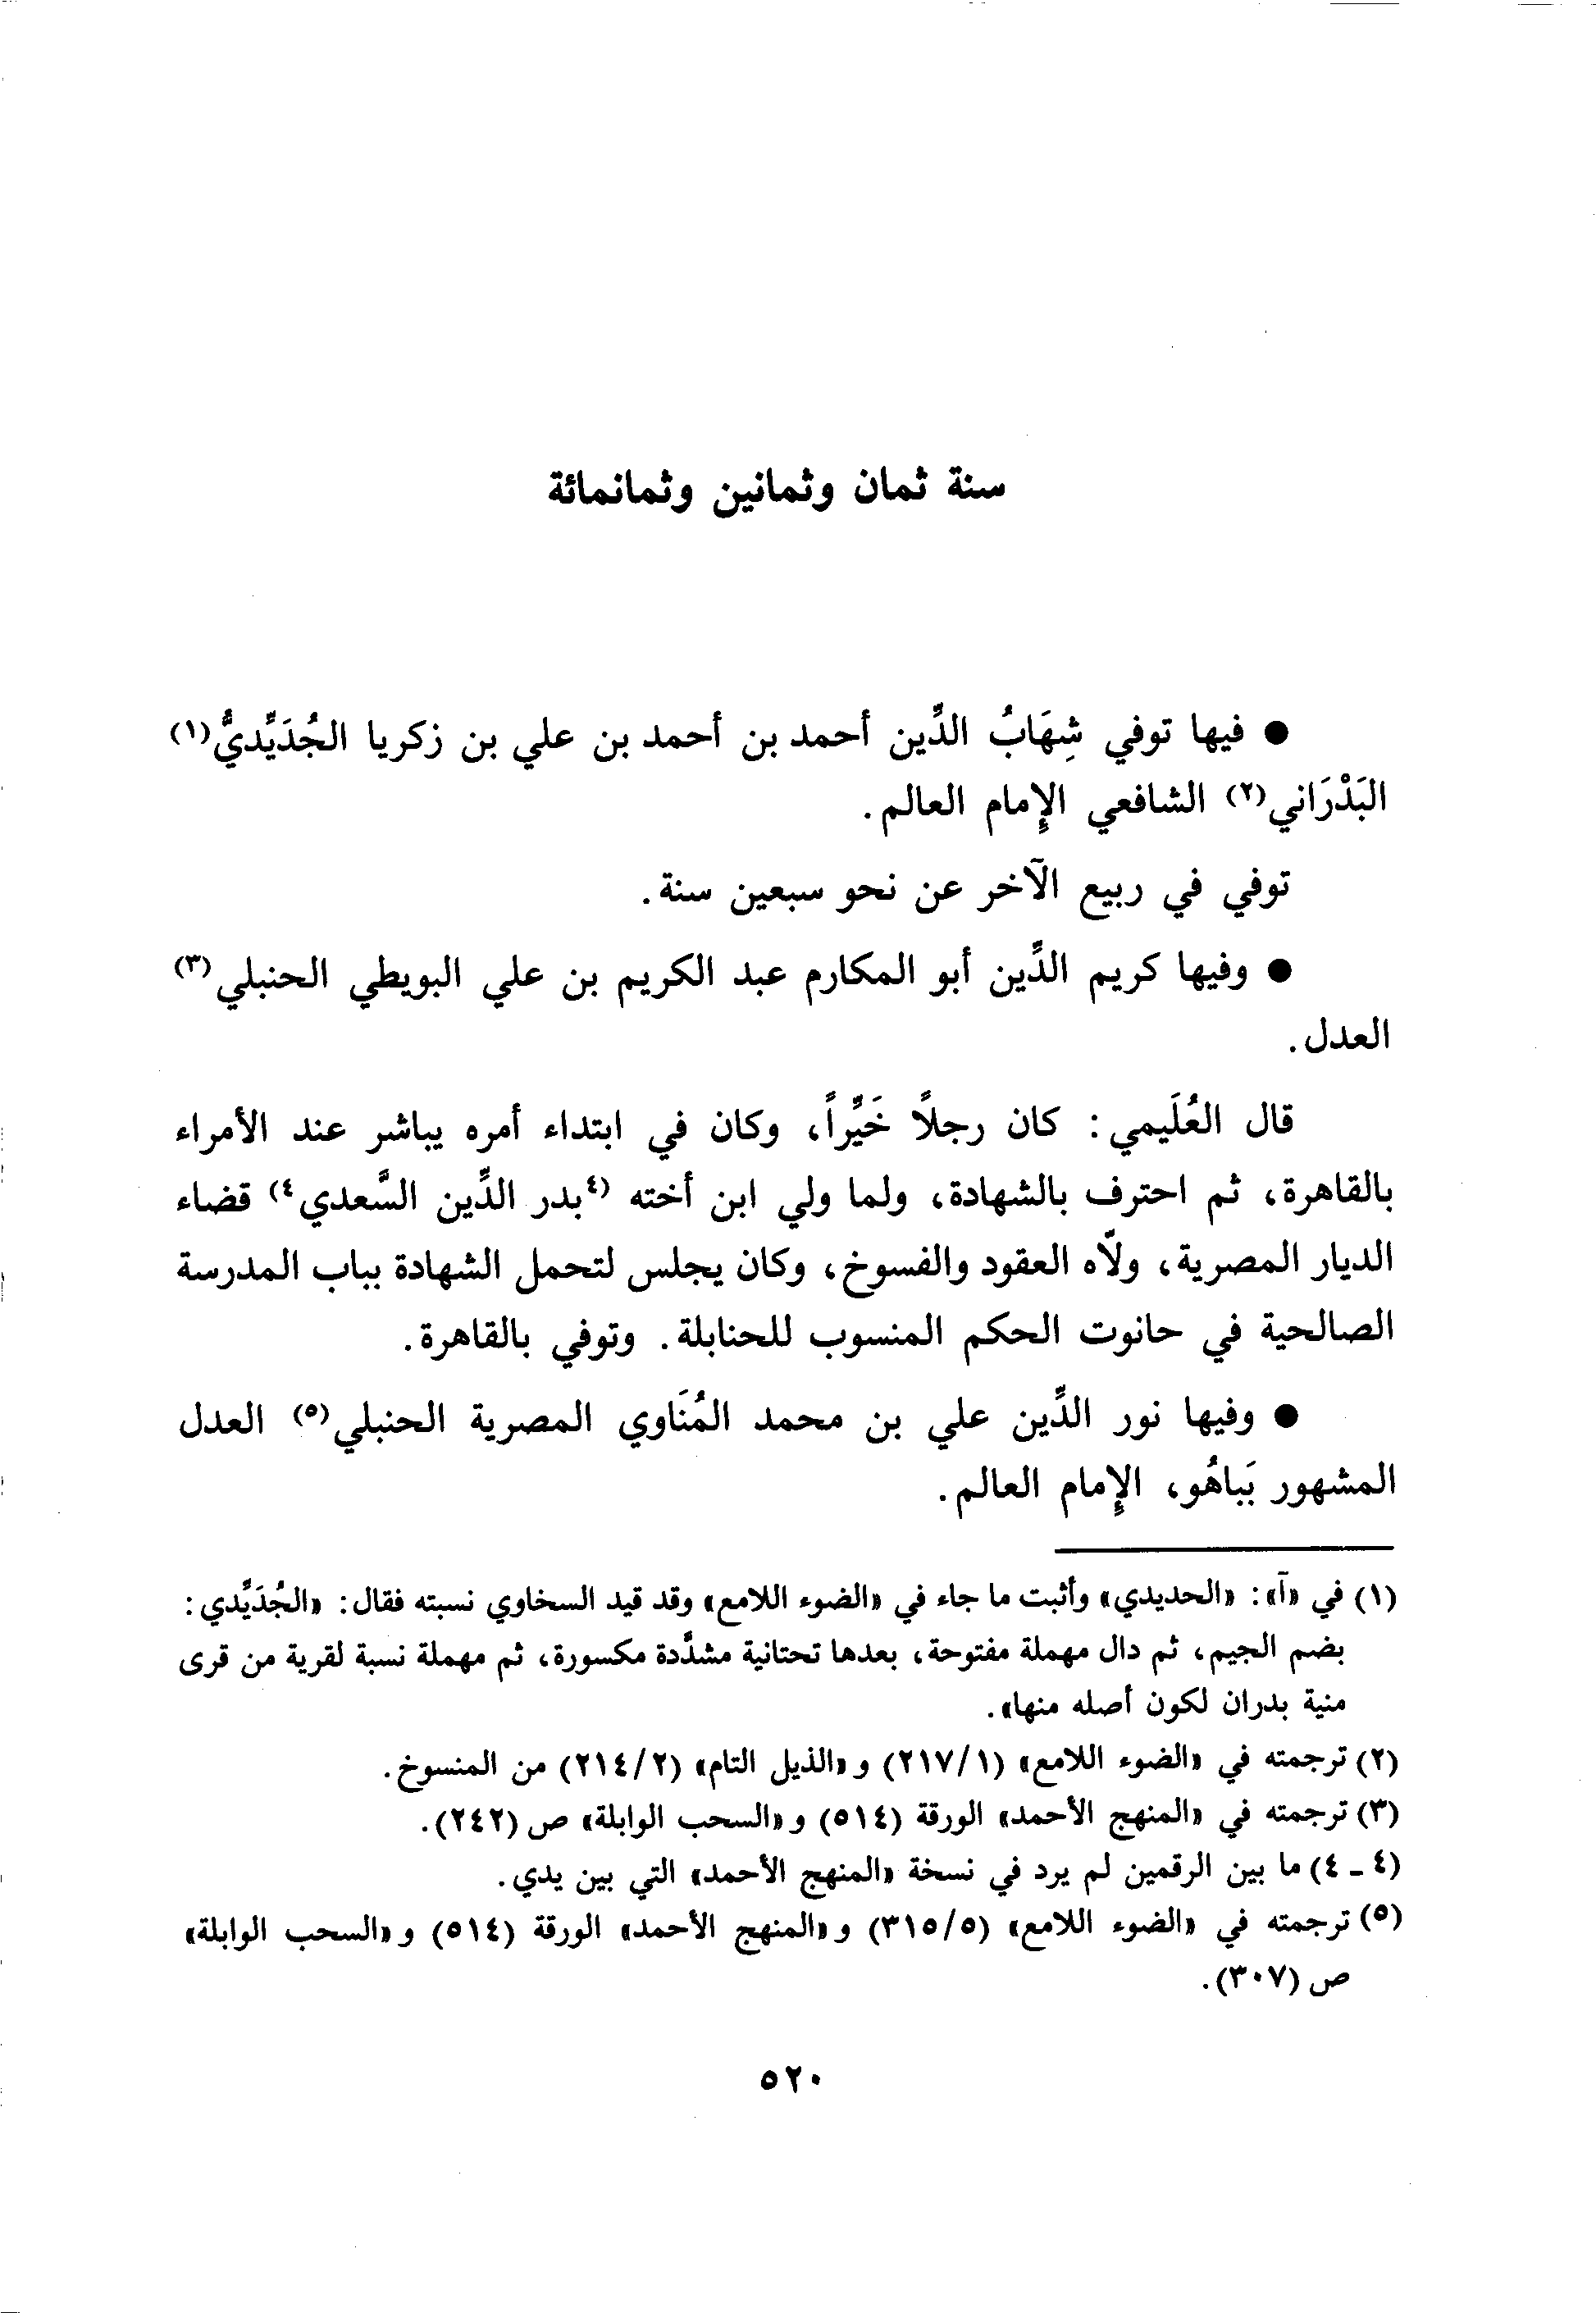 سنة ثمان وثمانين وثمانمائة
● فيها توفي شِهَابُ الدِّين أحمد بن أحمد بن علي بن زكريا الجُدَيِّديُّ(١)
البَدْرَاني(٢) الشافعي الإِمام العالم.
توفي في ربيع الآخر عن نحو سبعين سنة.
● وفيها كريم الدِّين أبو المكارم عبد الكريم بن علي البويطي الحنبلي(٣)
العدل.
قال العُلَيمي: كان رجلاً خَيِّراً، وكان في ابتداء أمره يباشر عند الأمراء
بالقاهرة، ثم احترف بالشهادة، ولما ولي ابن أخته (٤بدر الدِّين السَّعدي٤) قضاء
الديار المصرية، ولاّه العقود والفسوخ، وكان يجلس لتحمل الشهادة بباب المدرسة
الصالحية في حانوت الحكم المنسوب للحنابلة. وتوفي بالقاهرة.
● وفيها نور الدِّين علي بن محمد المُنَاوي المصرية الحنبلي(٥) العدل
المشهور بَباهُو، الإِمام العالم.
(١) في «آ»: «الحديدي» وأثبت ما جاء في «الضوء اللامع» وقد قيد السخاوي نسبته فقال: «الجُدَيِّدي:
بضم الجيم، ثم دال مهملة مفتوحة، بعدها تحتانية مشدَّدة مكسورة، ثم مهملة نسبة لقرية من قرى
منية بدران لكون أصله منها».
(٢) ترجمته في «الضوء اللامع» (٢١٧/١) و «الذيل التام» (٢١٤/٢) من المنسوخ.
(٣) ترجمته في «المنهج الأحمد» الورقة (٥١٤) و «السحب الوابلة» ص (٢٤٢).
(٤ - ٤) ما بين الرقمين لم يرد في نسخة «المنهج الأحمد» التي بين يدي.
(٥) ترجمته في «الضوء اللامع» (٣١٥/٥) و «المنهج الأحمد» الورقة (٥١٤) و «السحب الوابلة»
ص (٣٠٧).
٥٢٠